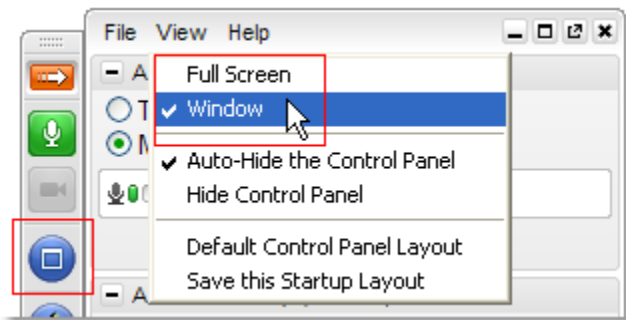 File View Help
A
Full Screen
T
Window
M
Auto-Hide the Control Panel
Hide Control Panel
Default Control Panel Layout
Save this Startup Layout
A